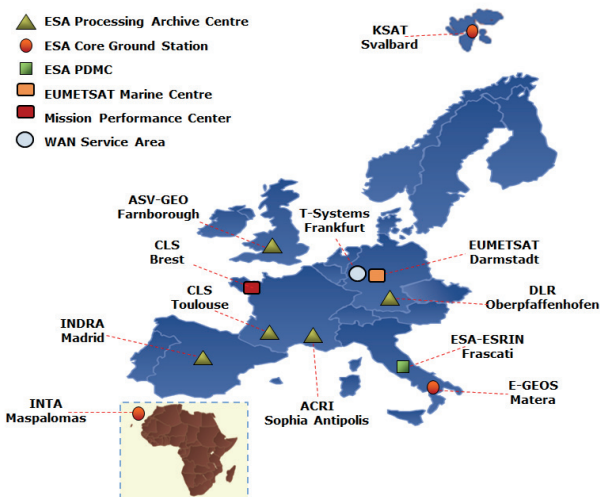 ESA Processing Archive Centre
ESA Core Ground Station
ESA PDMC
EUMETSAT Marine Centre
Mission Performance Center
WAN Service Area
KSAT
Svalbard
ASV-GEO
Farnborough
T-Systems
Frankfurt
CLS
Brest
EUMETSAT
Darmstadt
CLS
Toulouse
DLR
Oberpfaffenhofen
INDRA
Madrid
ESA-ESRIN
Frascati
E-GEOS
Matera
INTA
Maspalomas
ACRI
Sophia Antipolis